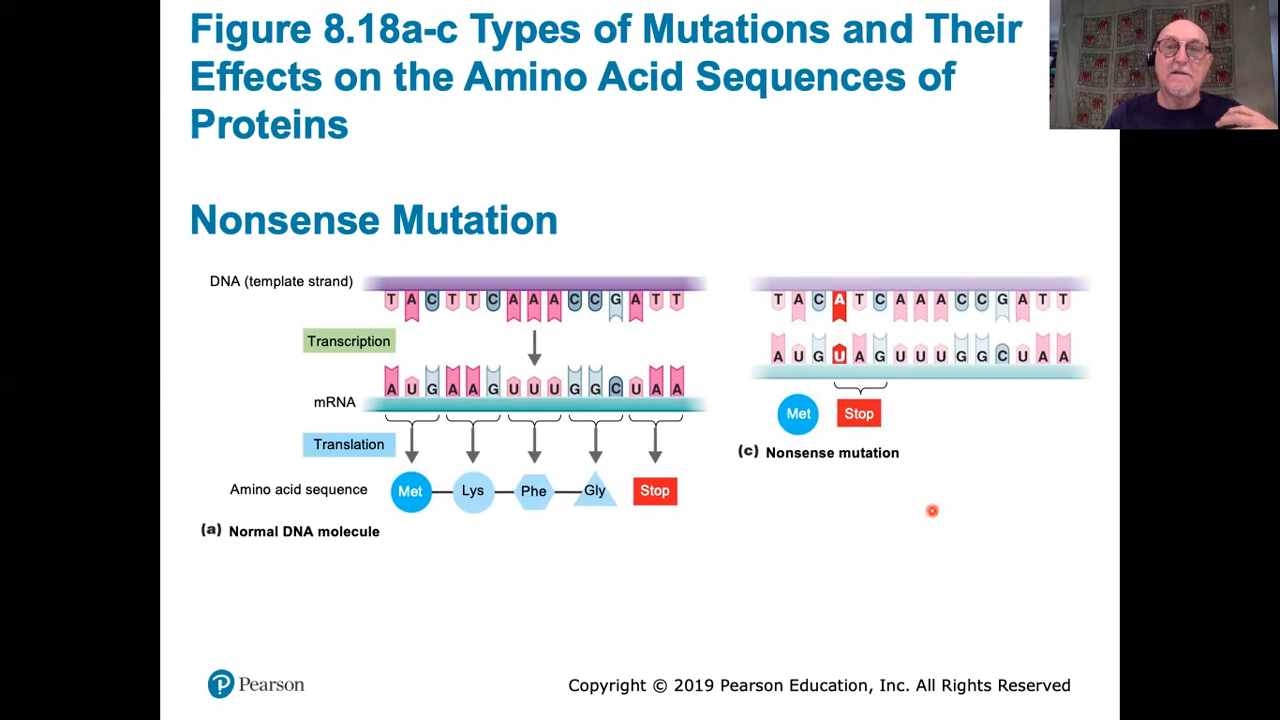 Figure 8.18a-c Types of Mutations and Their
Effects on the Amino Acid Sequences of
Proteins
Nonsense Mutation
DNA (template strand)
T A C T T C A A A C C G A T T
Transcription
A U G A A G U U U G G C U A A
mRNA
Translation
Amino acid sequence
Met Lys Phe Gly Stop
(a) Normal DNA molecule
T A C A T C A A A C C G A T T
A U G U A G U U U G G C U A A
Met Stop
(c) Nonsense mutation
Pearson
Copyright © 2019 Pearson Education, Inc. All Rights Reserved